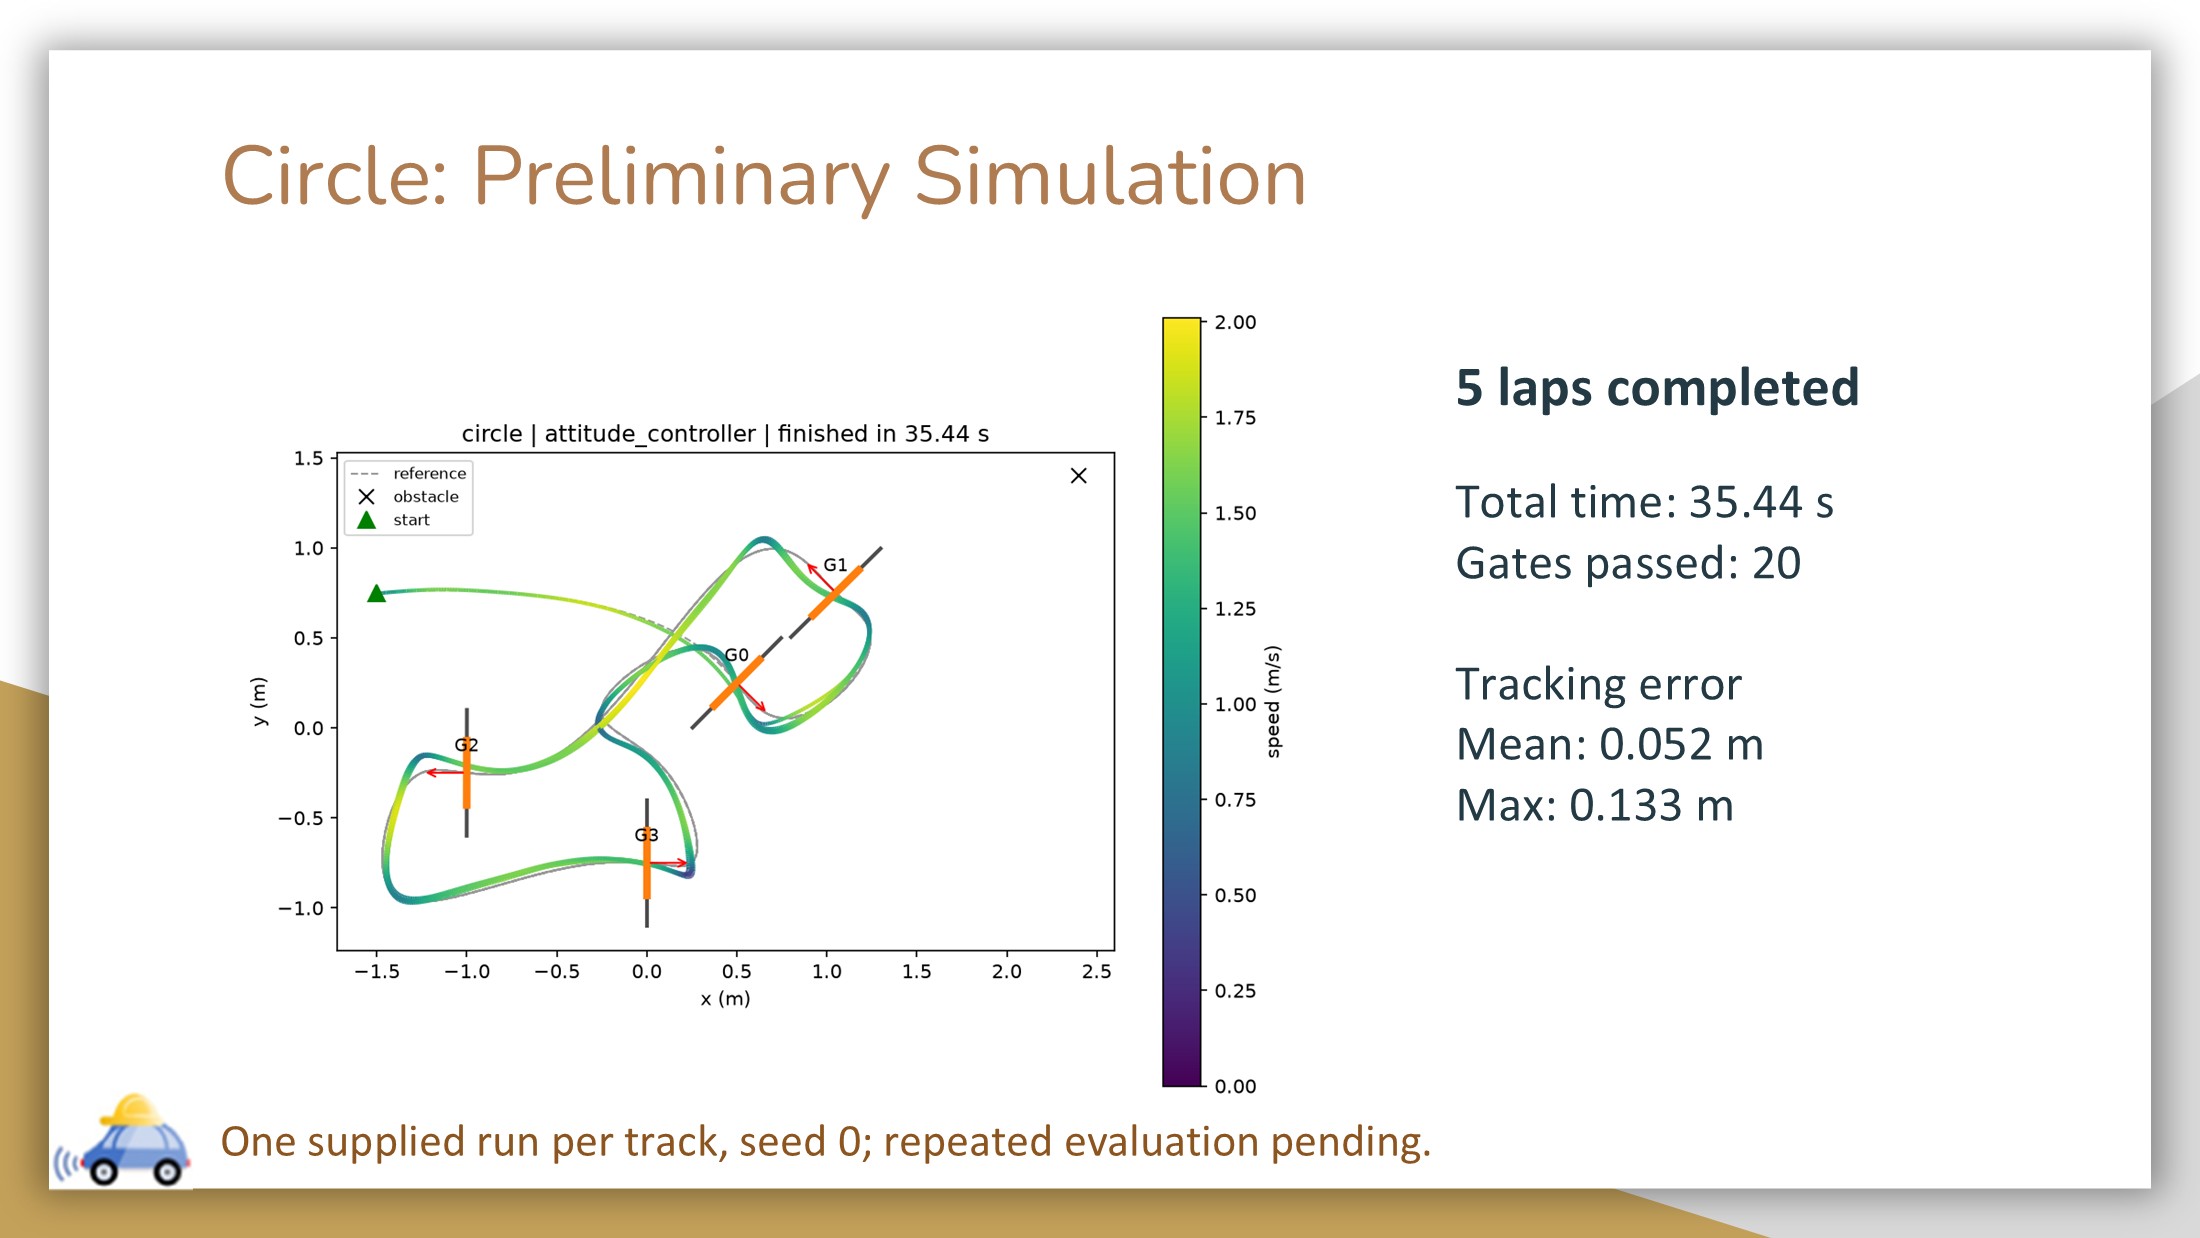 Circle: Preliminary Simulation
circle | attitude_controller | finished in 35.44 s
reference
obstacle
start
1.5
1.0
0.5
0.0
−0.5
−1.0
y (m)
−1.5
−1.0
−0.5
0.0
0.5
1.0
1.5
2.0
2.5
x (m)
G1
G0
G2
G3
2.00
1.75
1.50
1.25
1.00
0.75
0.50
0.25
0.00
speed (m/s)
5 laps completed
Total time: 35.44 s
Gates passed: 20
Tracking error
Mean: 0.052 m
Max: 0.133 m
One supplied run per track, seed 0; repeated evaluation pending.